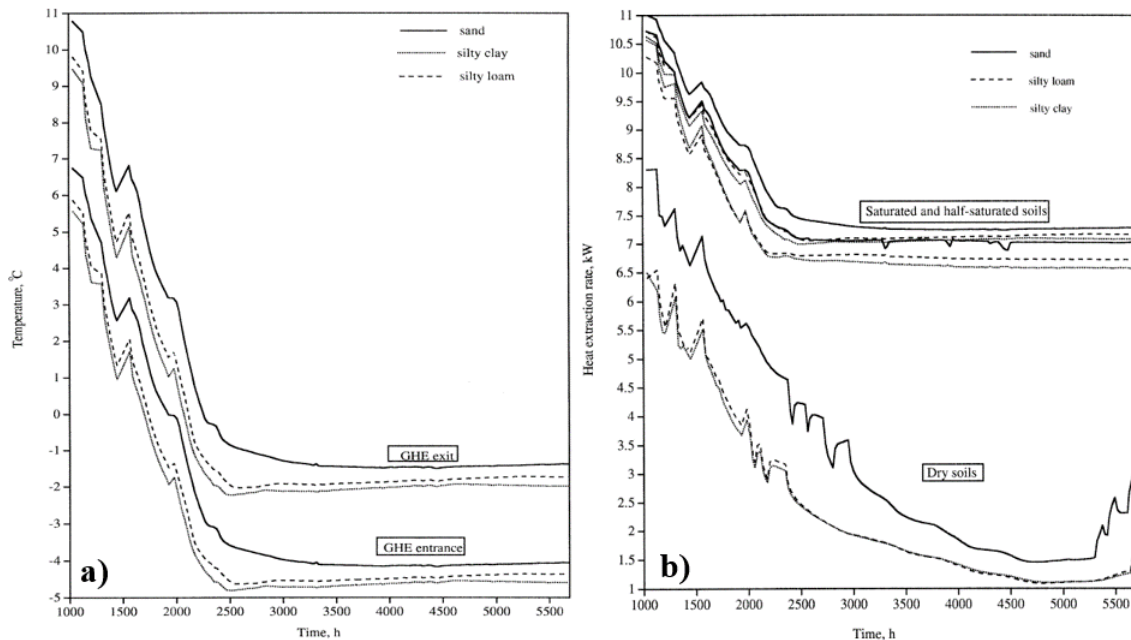 11
10
9
8
7
6
5
4
3
2
1
0
-1
-2
-3
-4
-5
Temperature, °C
sand
silty clay
silty loam
GHE exit
GHE entrance
a)
1000 1500 2000 2500 3000 3500 4000 4500 5000 5500
Time, h
11
10.5
10
9.5
9
8.5
8
7.5
7
6.5
6
5.5
5
4.5
4
3.5
3
2.5
2
1.5
1
Heat extraction rate, kW
sand
silty loam
silty clay
Saturated and half-saturated soils
Dry soils
b)
1000 1500 2000 2500 3000 3500 4000 4500 5000 5500
Time, h